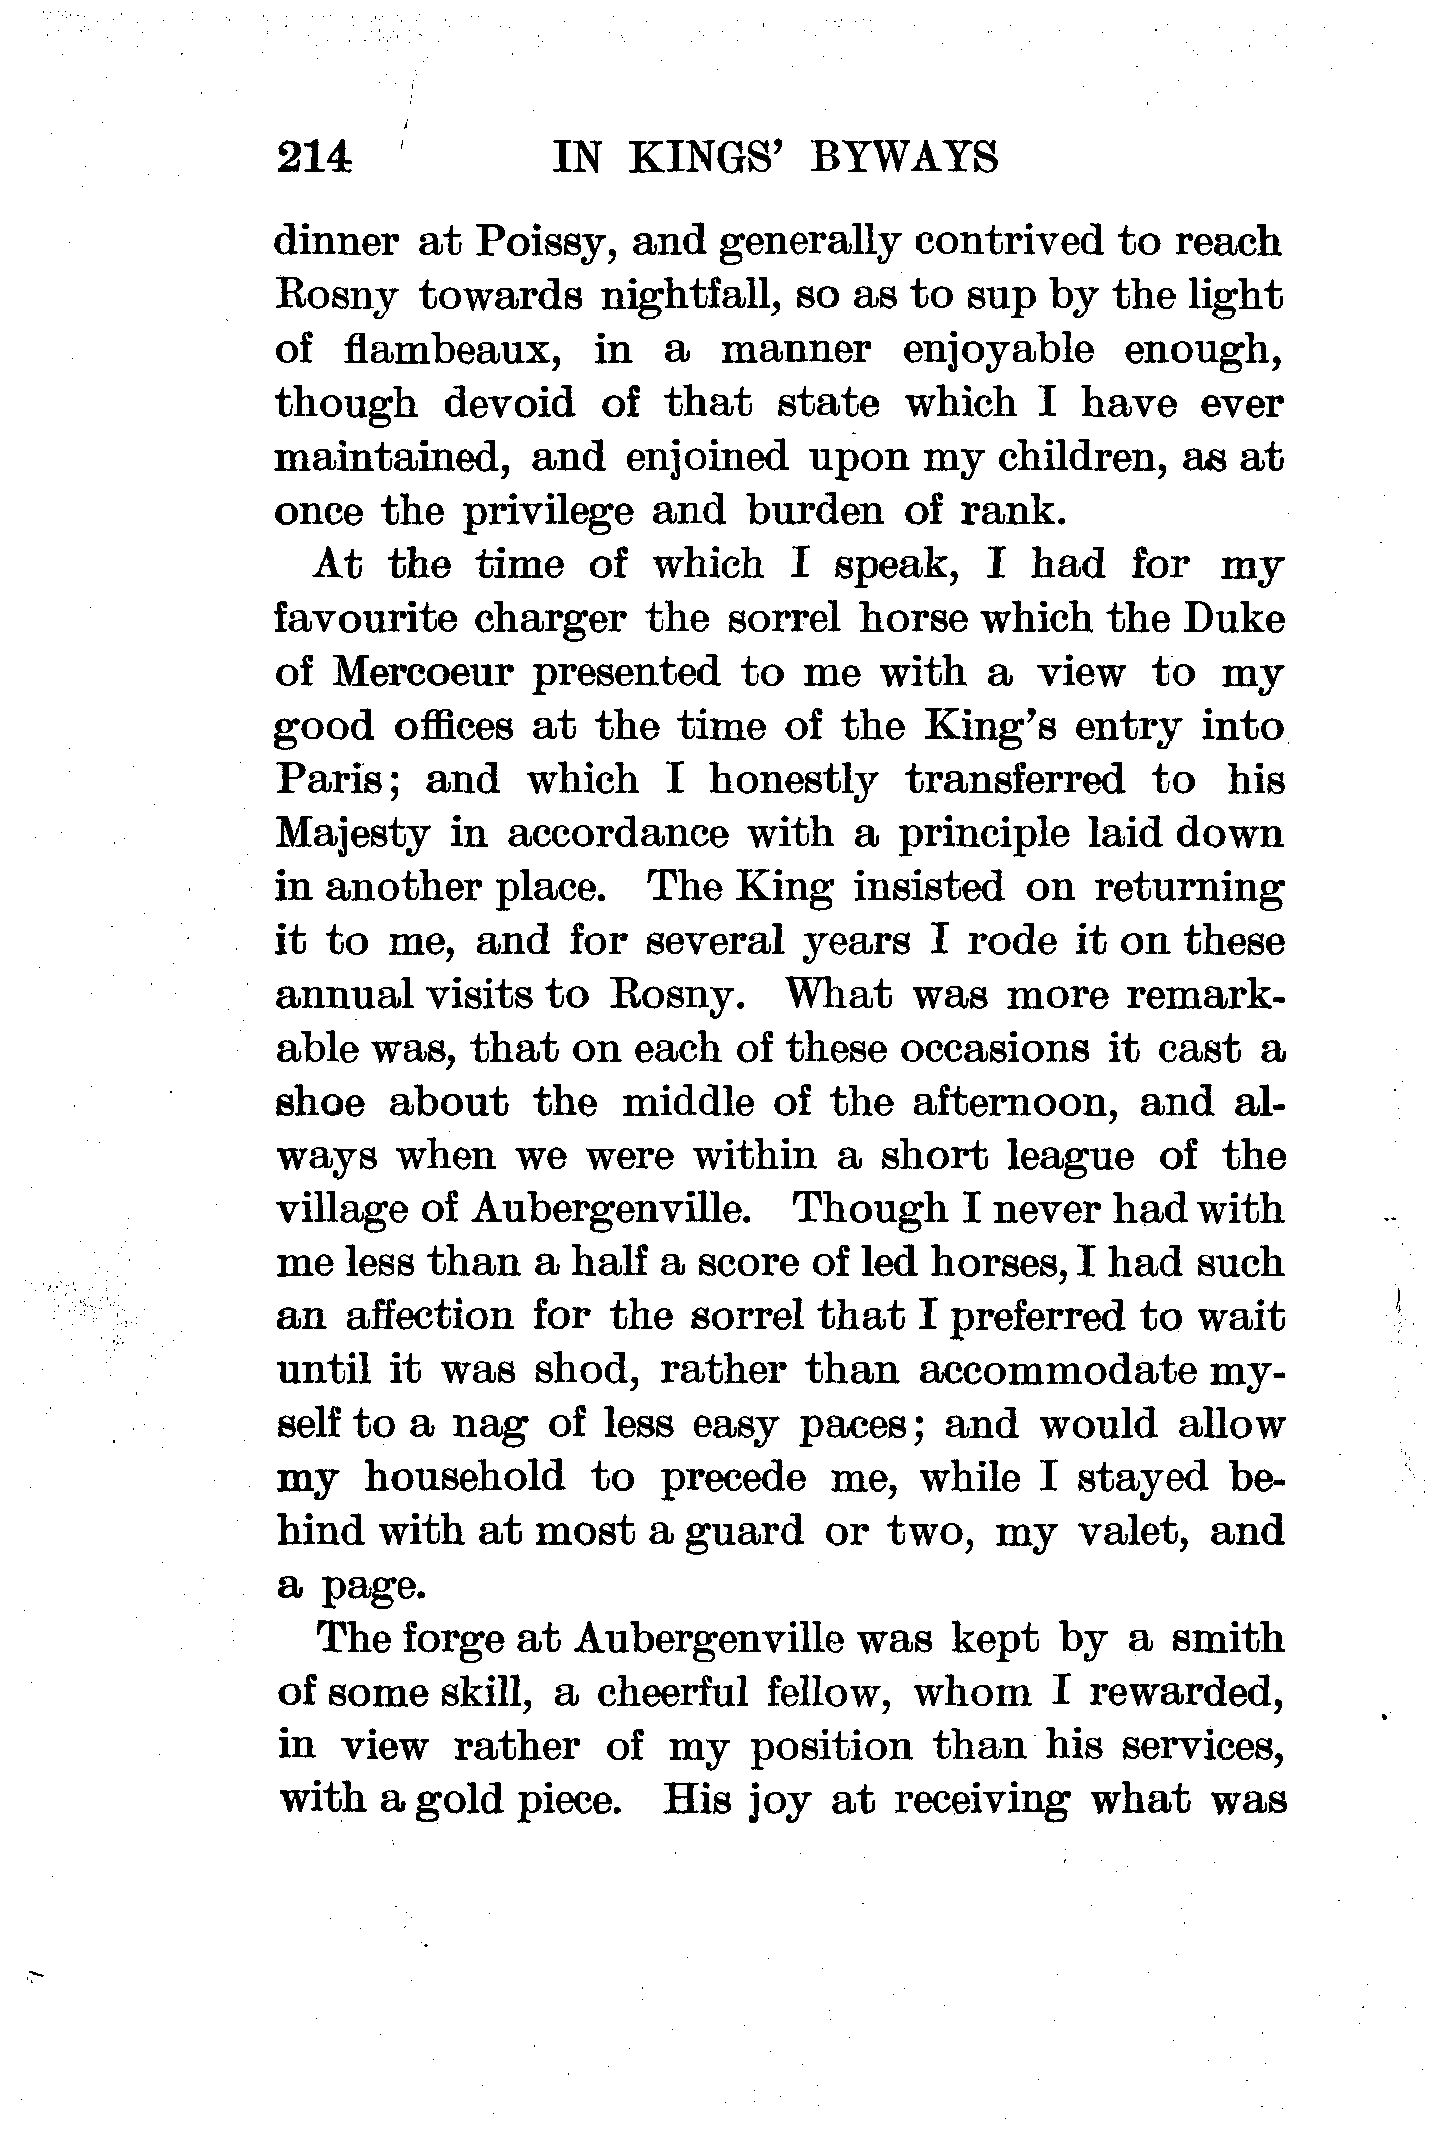 214 IN KINGS' BYWAYS
dinner at Poissy, and generally contrived to reach
Rosny towards nightfall, so as to sup by the light
of flambeaux, in a manner enjoyable enough,
though devoid of that state which I have ever
maintained, and enjoined upon my children, as at
once the privilege and burden of rank.
At the time of which I speak, I had for my
favourite charger the sorrel horse which the Duke
of Mercoeur presented to me with a view to my
good offices at the time of the King's entry into
Paris; and which I honestly transferred to his
Majesty in accordance with a principle laid down
in another place. The King insisted on returning
it to me, and for several years I rode it on these
annual visits to Rosny. What was more remark-
able was, that on each of these occasions it cast a
shoe about the middle of the afternoon, and al-
ways when we were within a short league of the
village of Aubergenville. Though I never had with
me less than a half a score of led horses, I had such
an affection for the sorrel that I preferred to wait
until it was shod, rather than accommodate my-
self to a nag of less easy paces; and would allow
my household to precede me, while I stayed be-
hind with at most a guard or two, my valet, and
a page.
The forge at Aubergenville was kept by a smith
of some skill, a cheerful fellow, whom I rewarded,
in view rather of my position than his services,
with a gold piece. His joy at receiving what was